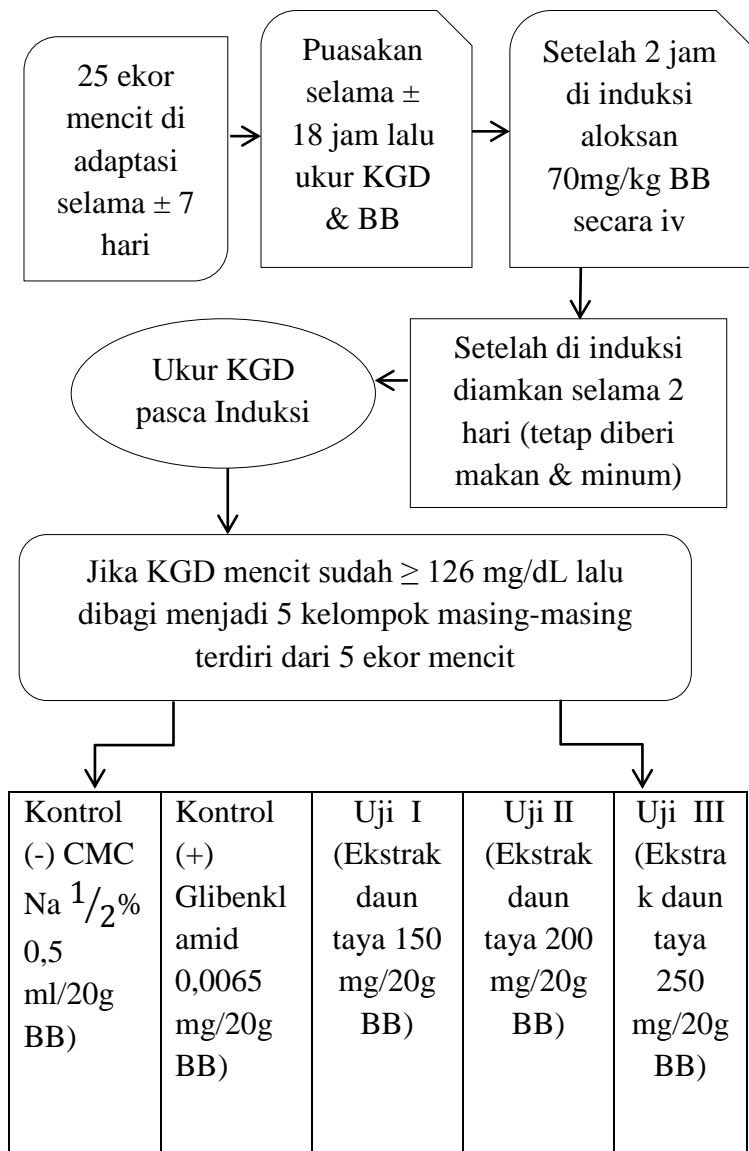 25 ekor
mencit di
adaptasi
selama ± 7
hari
Puasakan
selama ±
18 jam lalu
ukur KGD
& BB
Setelah 2 jam
di induksi
aloksan
70mg/kg BB
secara iv
Setelah di induksi
diamkan selama 2
hari (tetap diberi
makan & minum)
Ukur KGD
pasca Induksi
Jika KGD mencit sudah ≥ 126 mg/dL lalu
dibagi menjadi 5 kelompok masing-masing
terdiri dari 5 ekor mencit
Kontrol
(-) CMC
Na 1/2%
0,5
ml/20g
BB)
Kontrol
(+)
Glibenkl
amid
0,0065
mg/20g
BB)
Uji I
(Ekstrak
daun
taya 150
mg/20g
BB)
Uji II
(Ekstrak
daun
taya 200
mg/20g
BB)
Uji III
(Ekstra
k daun
taya
250
mg/20g
BB)